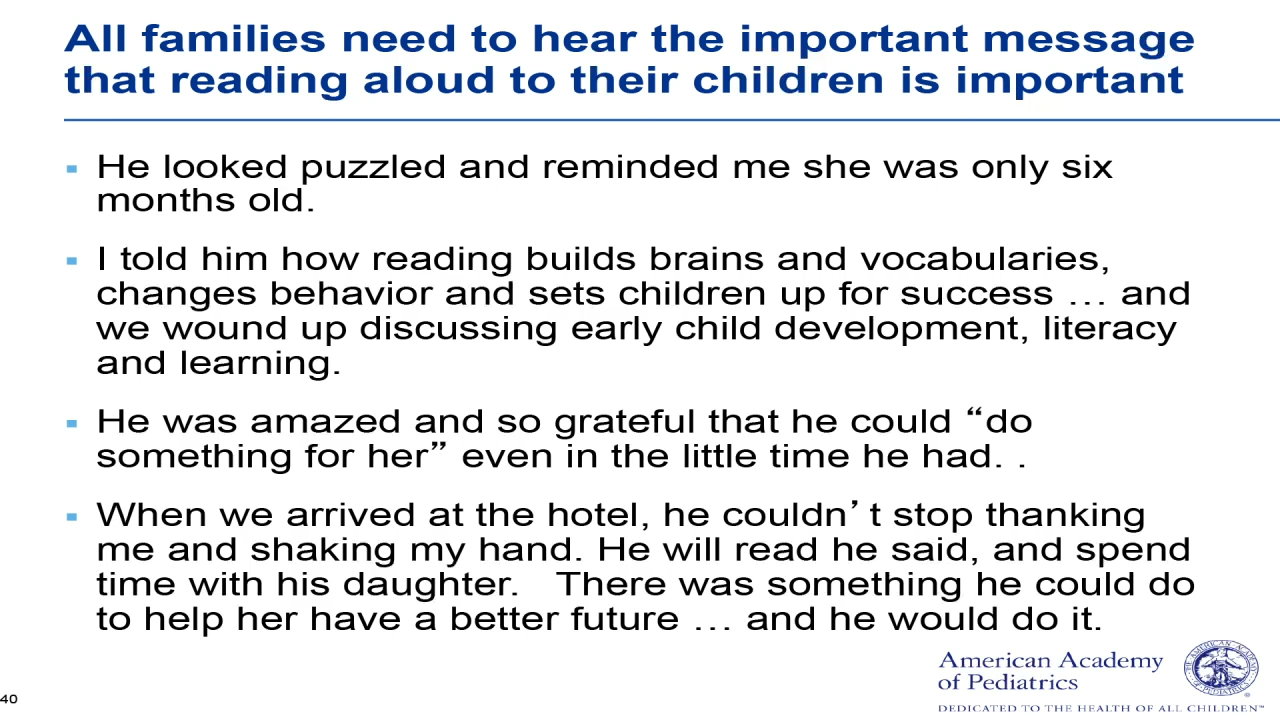 All families need to hear the important message
that reading aloud to their children is important
▪ He looked puzzled and reminded me she was only six
months old.
▪ I told him how reading builds brains and vocabularies,
changes behavior and sets children up for success … and
we wound up discussing early child development, literacy
and learning.
▪ He was amazed and so grateful that he could “do
something for her” even in the little time he had. .
▪ When we arrived at the hotel, he couldn’t stop thanking
me and shaking my hand. He will read he said, and spend
time with his daughter.   There was something he could do
to help her have a better future … and he would do it.
American Academy
of Pediatrics
DEDICATED TO THE HEALTH OF ALL CHILDREN™
40